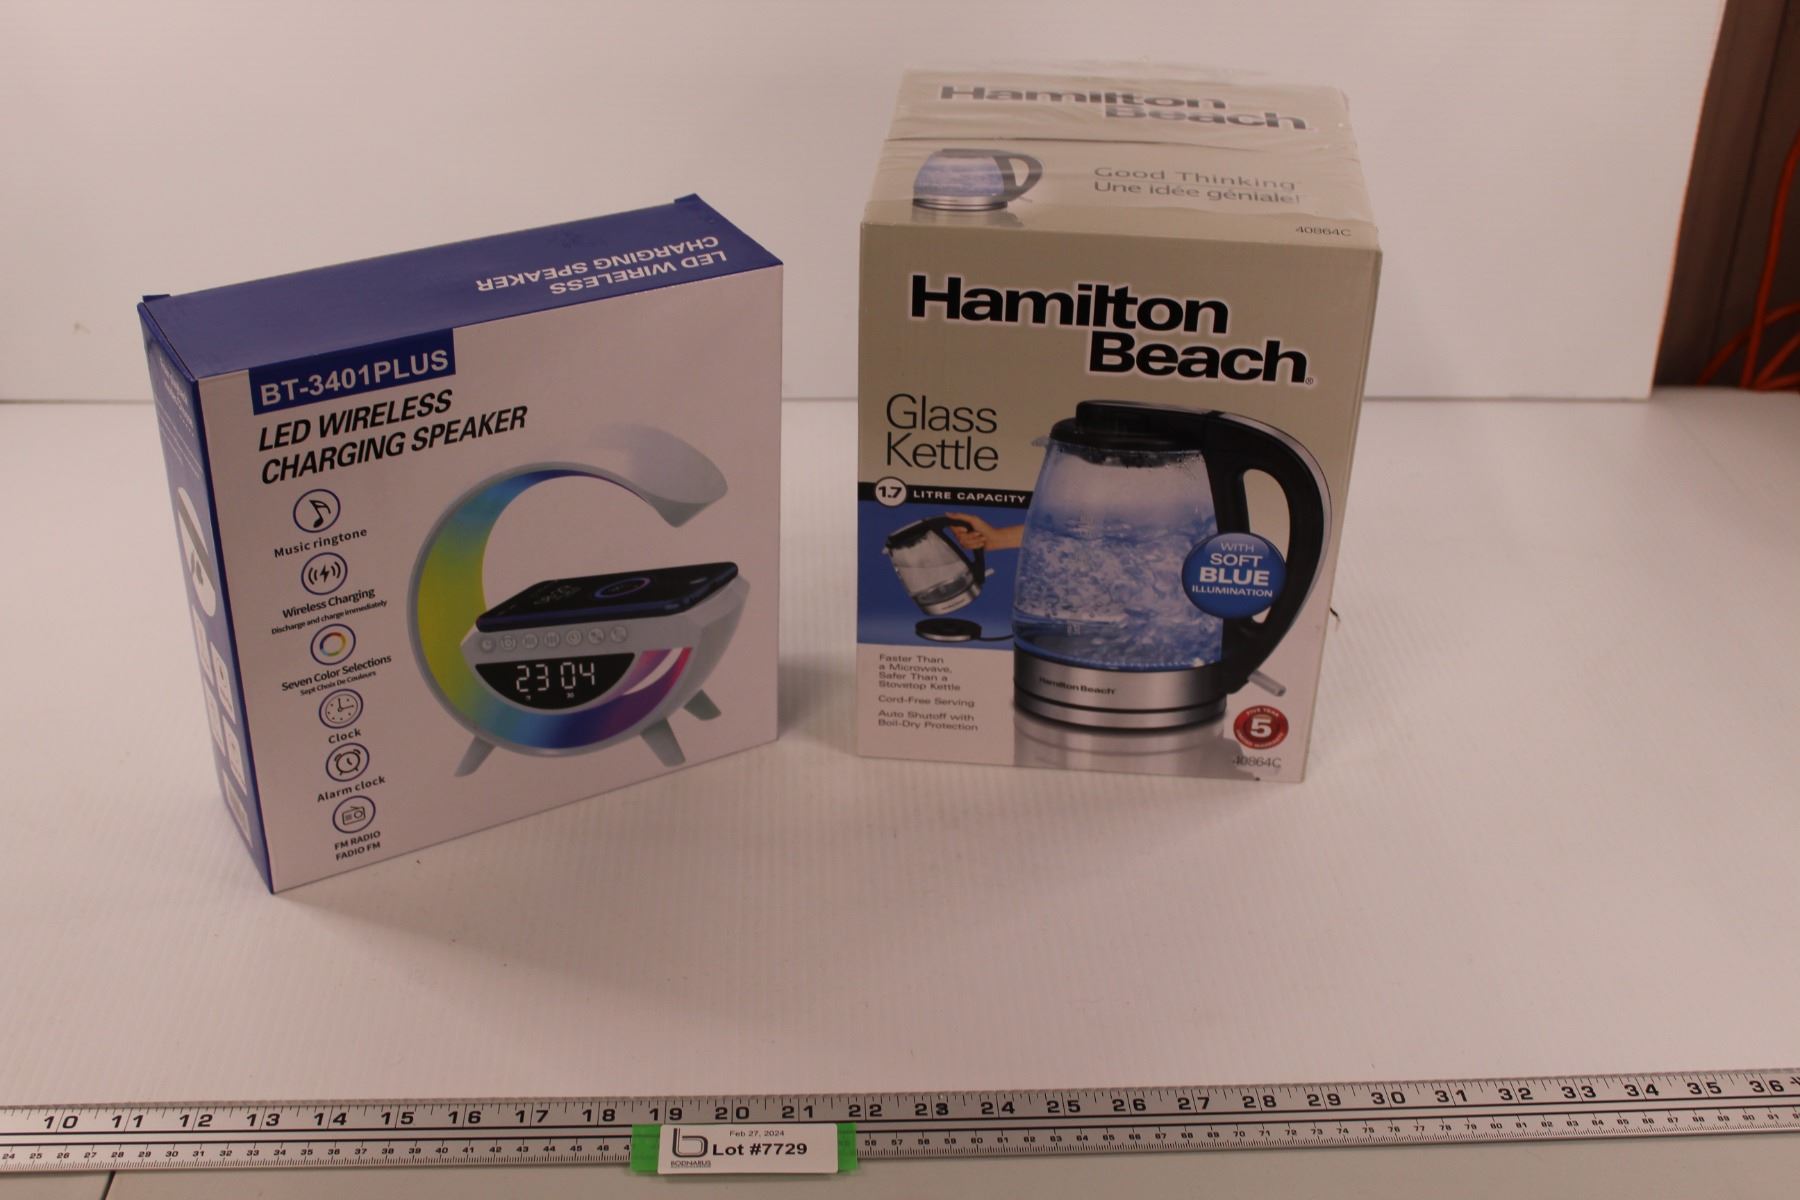 LED WIRELESS
CHARGING SPEAKER
BT-3401PLUS
LED WIRELESS
CHARGING SPEAKER
Music ringtone
Wireless Charging
Discharge and charge immediately
Seven Color Selections
Sept Choix De Couleurs
Clock
Alarm clock
FM RADIO
FADIO FM
23:04
Hamilton
Beach
Good Thinking
Une idée géniale!
40864C
Hamilton
Beach®
Glass
Kettle
1.7 LITRE CAPACITY
WITH
SOFT
BLUE
ILLUMINATION
Faster Than
a Microwave,
Safer Than a
Stovetop Kettle
Cord-Free Serving
Auto Shutoff with
Boil-Dry Protection
Hamilton Beach
5
40864C
10 11 12 13 14 15 16 17 18 19 20 21 22 23 24 25 26 27 28 29 30 31 32 33 34 35 36
Feb 27, 2024
Lot #7729
BODNARUS